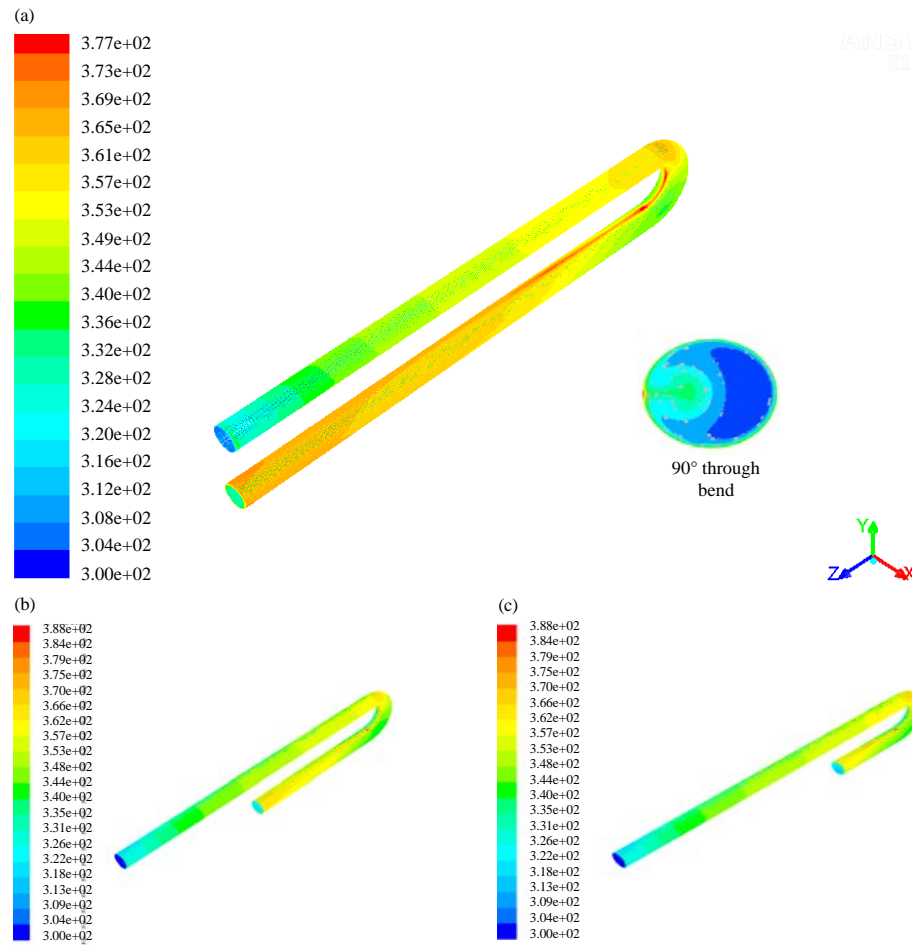 (a)
3.77e+02
3.73e+02
3.69e+02
3.65e+02
3.61e+02
3.57e+02
3.53e+02
3.49e+02
3.44e+02
3.40e+02
3.36e+02
3.32e+02
3.28e+02
3.24e+02
3.20e+02
3.16e+02
3.12e+02
3.08e+02
3.04e+02
3.00e+02
90° through
bend
Y
Z
X
(b)
3.88e+02
3.84e+02
3.79e+02
3.75e+02
3.70e+02
3.66e+02
3.62e+02
3.57e+02
3.53e+02
3.48e+02
3.44e+02
3.40e+02
3.35e+02
3.31e+02
3.26e+02
3.22e+02
3.18e+02
3.13e+02
3.09e+02
3.04e+02
3.00e+02
(c)
3.88e+02
3.84e+02
3.79e+02
3.75e+02
3.70e+02
3.66e+02
3.62e+02
3.57e+02
3.53e+02
3.48e+02
3.44e+02
3.40e+02
3.35e+02
3.31e+02
3.26e+02
3.22e+02
3.18e+02
3.13e+02
3.09e+02
3.04e+02
3.00e+02